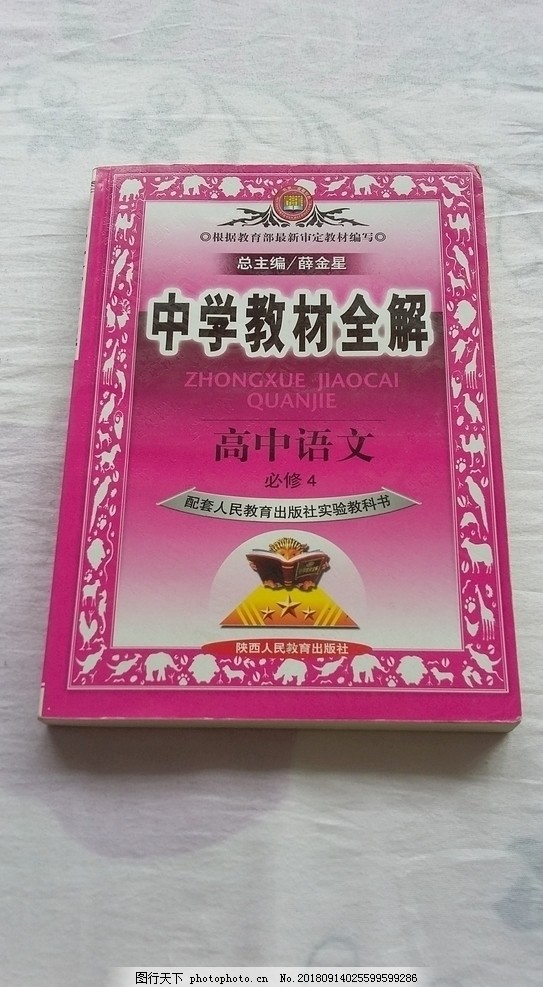 ◎根据教育部最新审定教材编写◎
总主编/薛金星
中学教材全解
ZHONGXUE JIAOCAI
QUANJIE
高中语文
必修4
配套人民教育出版社实验教科书
陕西人民教育出版社
图行天下 photophoto.cn No.20180914025599599286